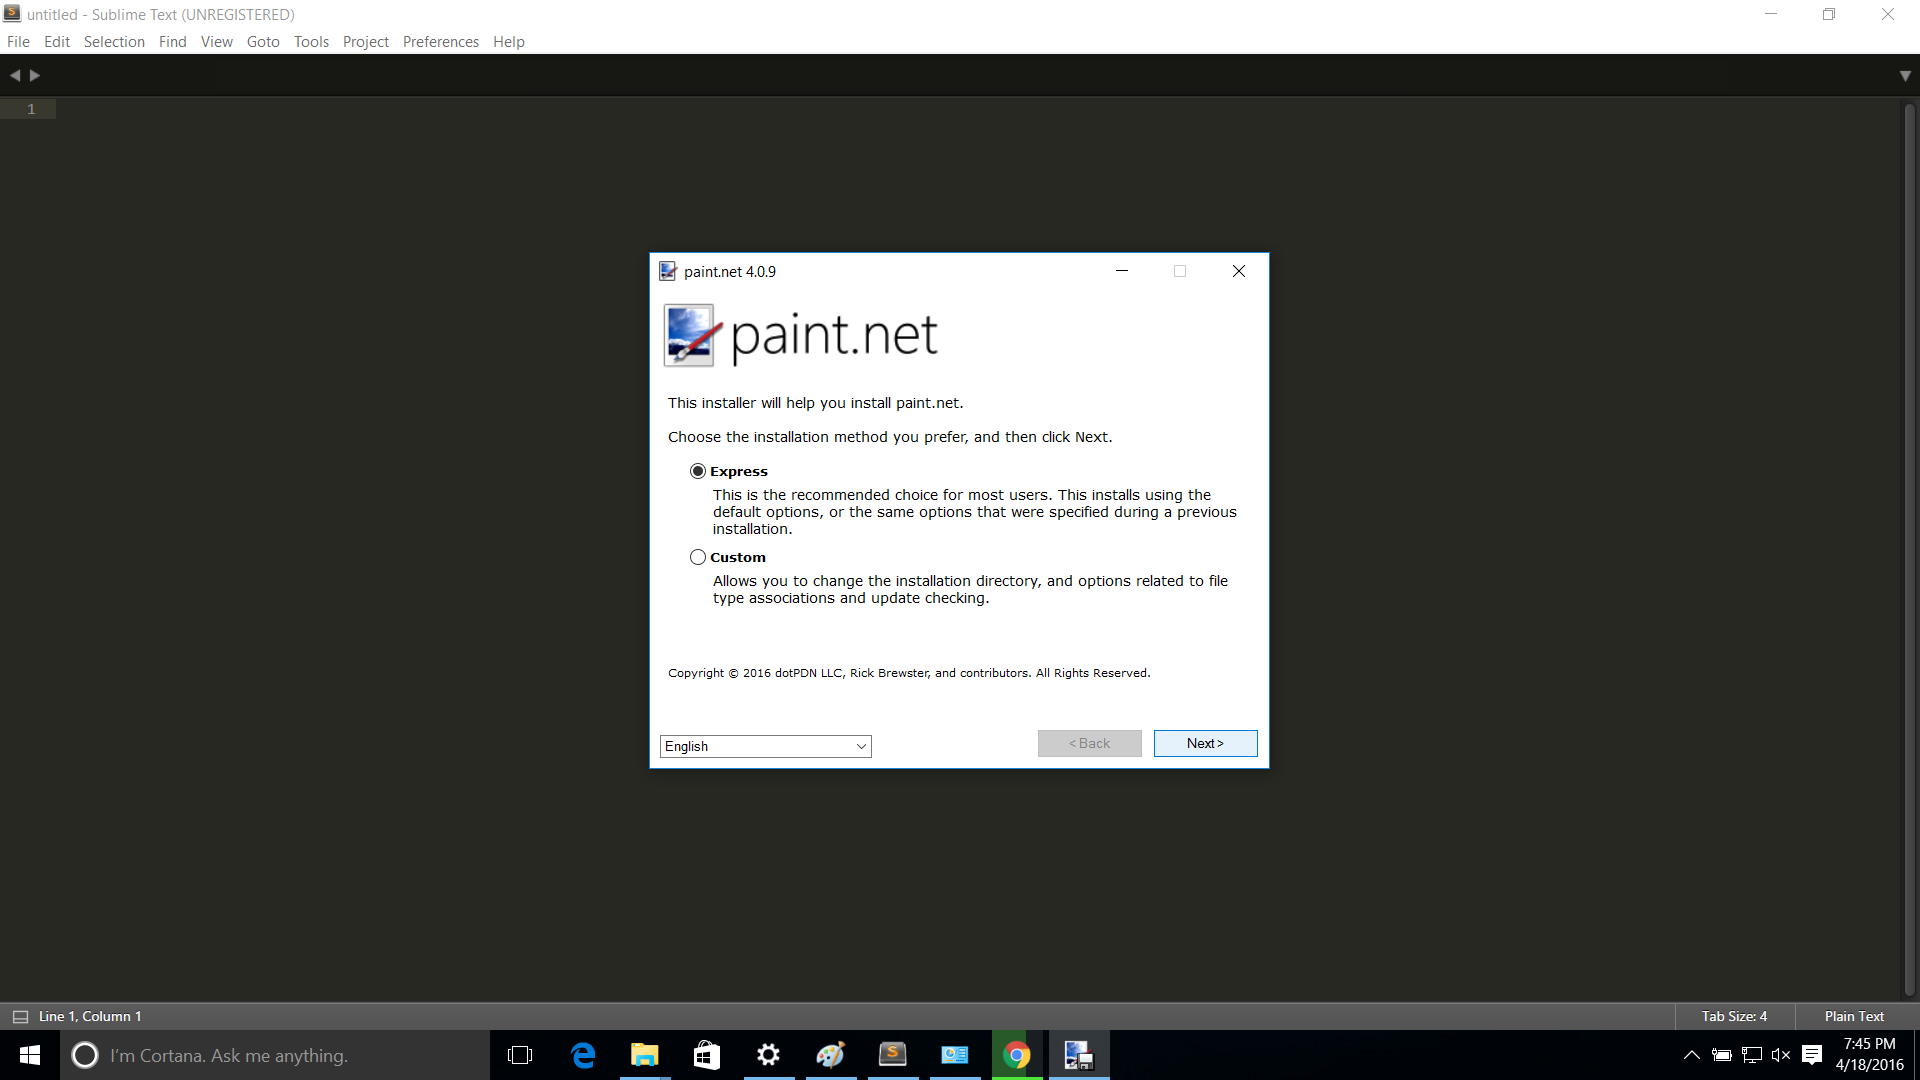 untitled - Sublime Text (UNREGISTERED)
File Edit Selection Find View Goto Tools Project Preferences Help
1
paint.net 4.0.9
paint.net
This installer will help you install paint.net.
Choose the installation method you prefer, and then click Next.
Express
This is the recommended choice for most users. This installs using the
default options, or the same options that were specified during a previous
installation.
Custom
Allows you to change the installation directory, and options related to file
type associations and update checking.
Copyright © 2016 dotPDN LLC, Rick Brewster, and contributors. All Rights Reserved.
English
< Back
Next >
Line 1, Column 1
Tab Size: 4
Plain Text
I'm Cortana. Ask me anything.
7:45 PM
4/18/2016